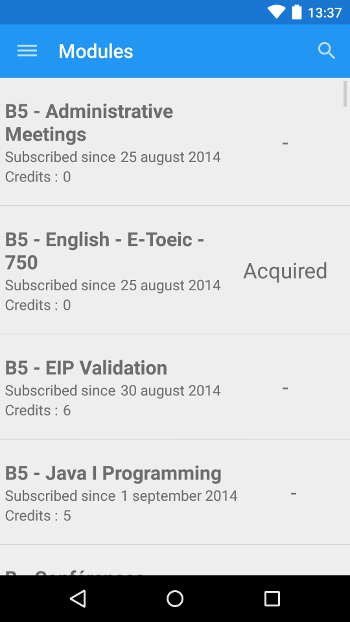 13:37
Modules
B5 - Administrative
Meetings
Subscribed since 25 august 2014
Credits : 0
-
B5 - English - E-Toeic -
750
Subscribed since 25 august 2014
Credits : 0
Acquired
B5 - EIP Validation
Subscribed since 30 august 2014
Credits : 6
-
B5 - Java I Programming
Subscribed since 1 september 2014
Credits : 5
-